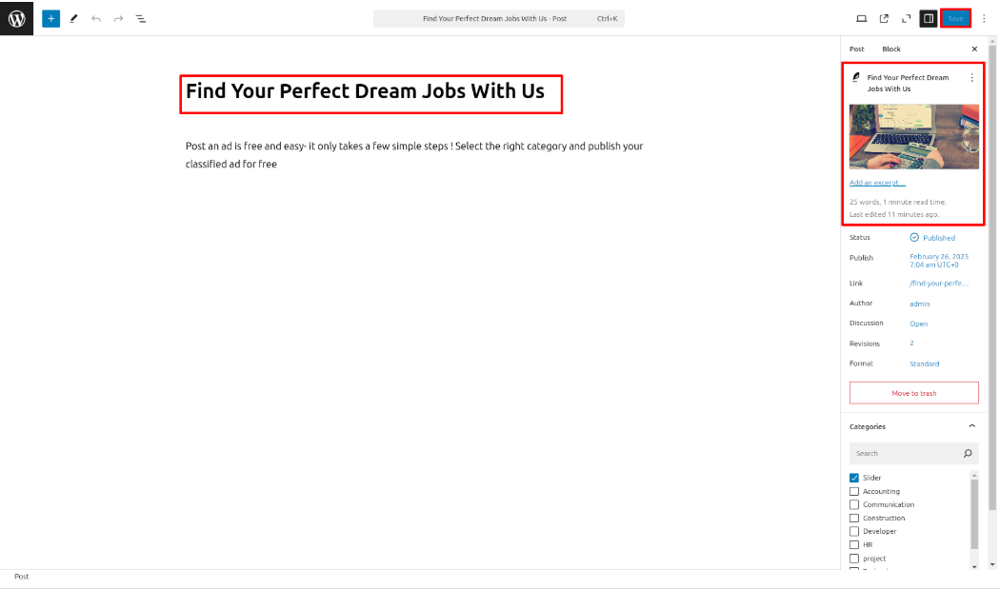 Find Your Perfect Dream Jobs With Us · Post Ctrl+K
Save
Post Block
Find Your Perfect Dream Jobs With Us
Post an ad is free and easy- it only takes a few simple steps ! Select the right category and publish your
classified ad for free
Find Your Perfect Dream
Jobs With Us
Add an excerpt…
25 words, 1 minute read time.
Last edited 11 minutes ago.
Status Published
Publish February 26, 2025
7:04 am UTC+0
Link /find-your-perfe…
Author admin
Discussion Open
Revisions 2
Format Standard
Move to trash
Categories
Search
Slider
Accounting
Communication
Construction
Developer
HR
project
Post